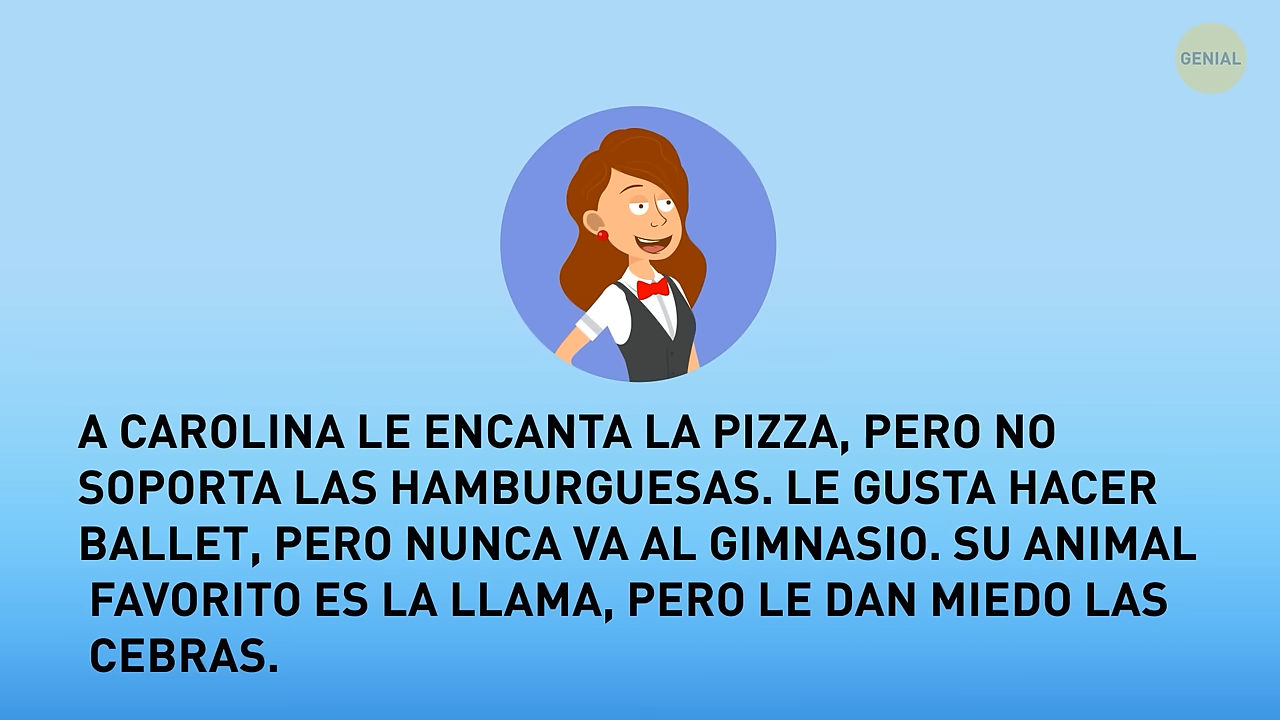 GENIAL
A CAROLINA LE ENCANTA LA PIZZA, PERO NO
SOPORTA LAS HAMBURGUESAS. LE GUSTA HACER
BALLET, PERO NUNCA VA AL GIMNASIO. SU ANIMAL
FAVORITO ES LA LLAMA, PERO LE DAN MIEDO LAS
CEBRAS.